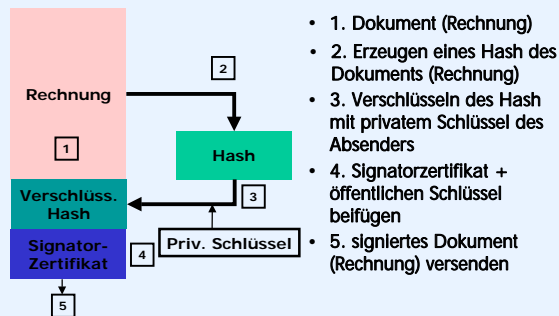 Rechnung
1
2
Hash
3
Verschlüss.
Hash
Priv. Schlüssel
Signator-
Zertifikat
4
5
• 1. Dokument (Rechnung)
• 2. Erzeugen eines Hash des
Dokuments (Rechnung)
• 3. Verschlüsseln des Hash
mit privatem Schlüssel des
Absenders
• 4. Signatorzertifikat +
öffentlichen Schlüssel
beifügen
• 5. signiertes Dokument
(Rechnung) versenden